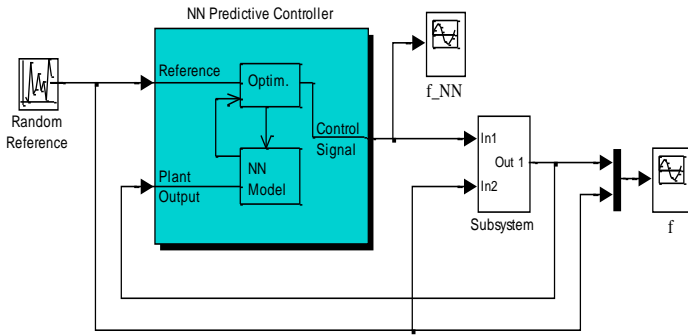 NN Predictive Controller
Reference
Optim.
f_NN
Random
Reference
Control
Signal
In1
Out 1
NN
Model
Plant
Output
In2
Subsystem
f